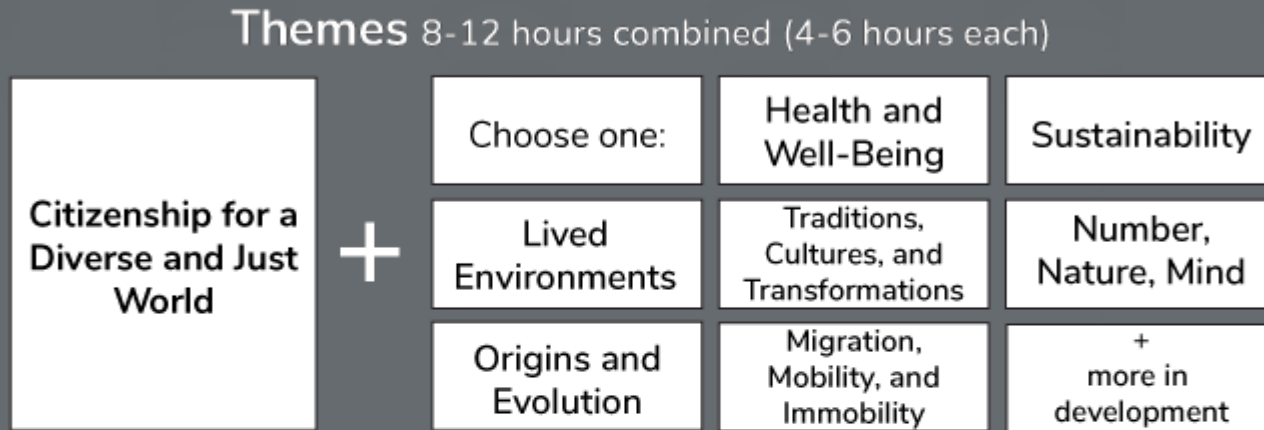 Themes 8-12 hours combined (4-6 hours each)
Citizenship for a
Diverse and Just
World
+
Choose one:
Health and
Well-Being
Sustainability
Lived
Environments
Traditions,
Cultures, and
Transformations
Number,
Nature, Mind
Origins and
Evolution
Migration,
Mobility, and
Immobility
+
more in
development